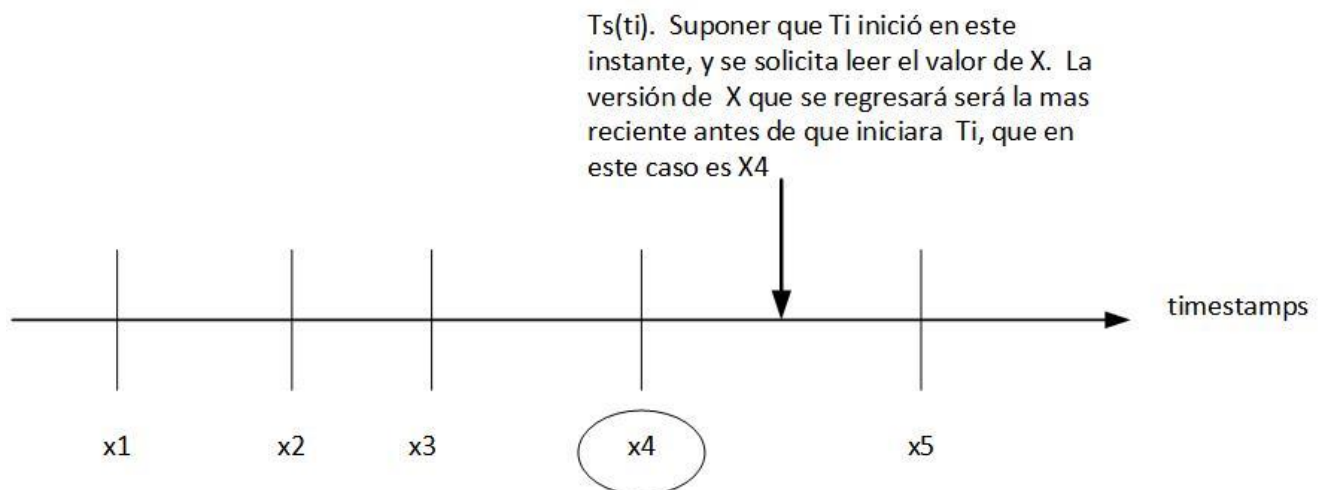 Ts(ti).  Suponer que Ti inició en este
instante, y se solicita leer el valor de X.  La
versión de  X que se regresará será la mas
reciente antes de que iniciara  Ti, que en
este caso es X4
timestamps
x1
x2
x3
x4
x5